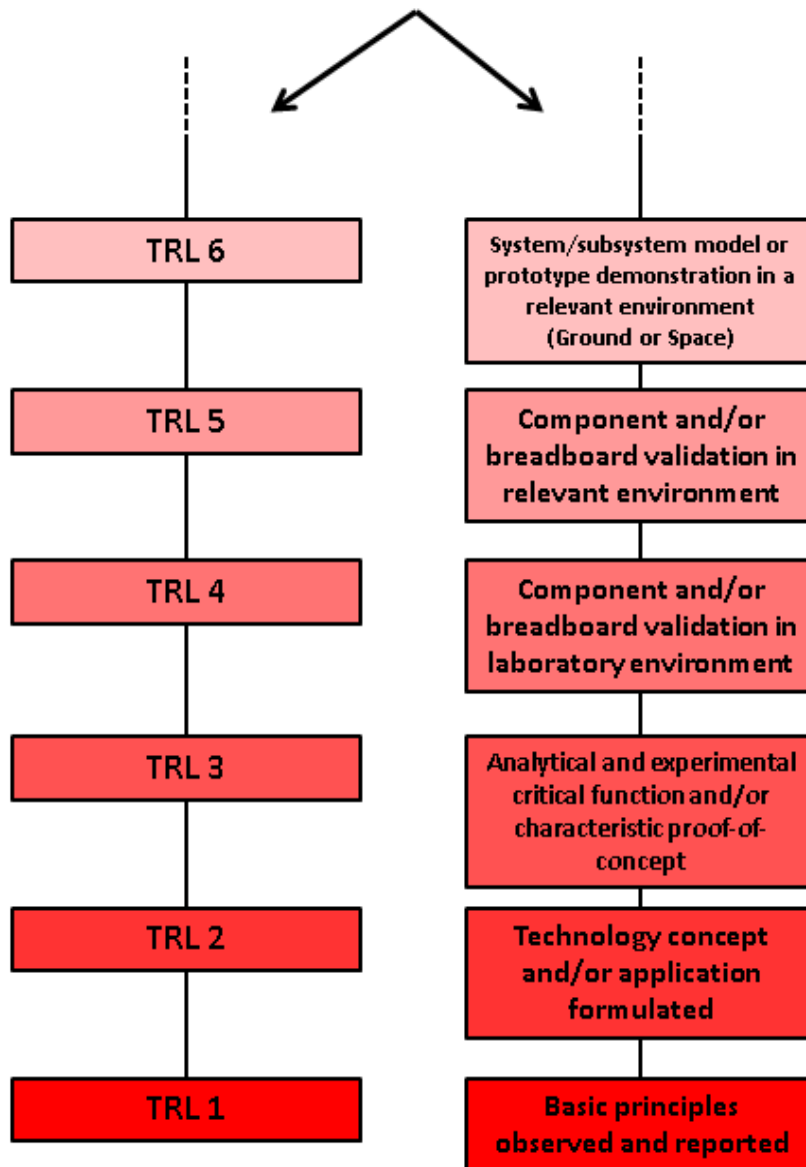 TRL 6
System/subsystem model or
prototype demonstration in a
relevant environment
(Ground or Space)
TRL 5
Component and/or
breadboard validation in
relevant environment
TRL 4
Component and/or
breadboard validation in
laboratory environment
TRL 3
Analytical and experimental
critical function and/or
characteristic proof-of-
concept
TRL 2
Technology concept
and/or application
formulated
TRL 1
Basic principles
observed and reported